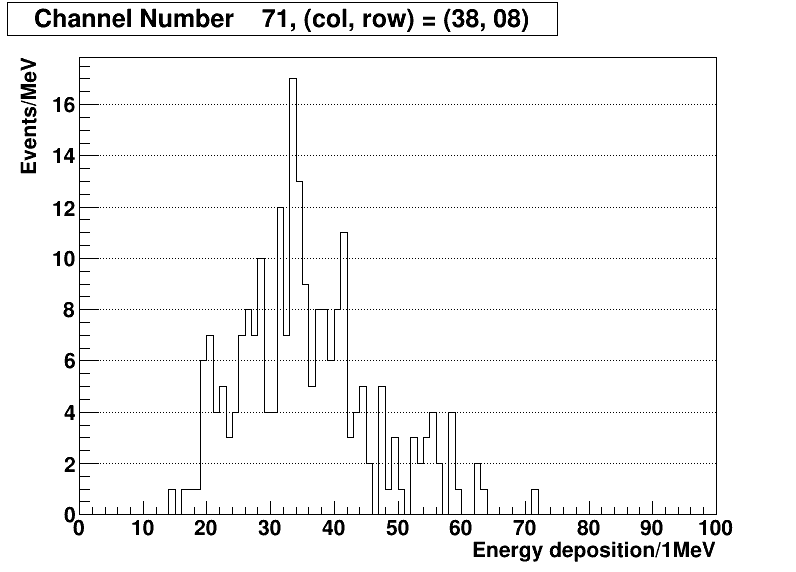 Channel Number 71, (col, row) = (38, 08)
Events/MeV
16
14
12
10
8
6
4
2
0
0 10 20 30 40 50 60 70 80 90 100
Energy deposition/1MeV